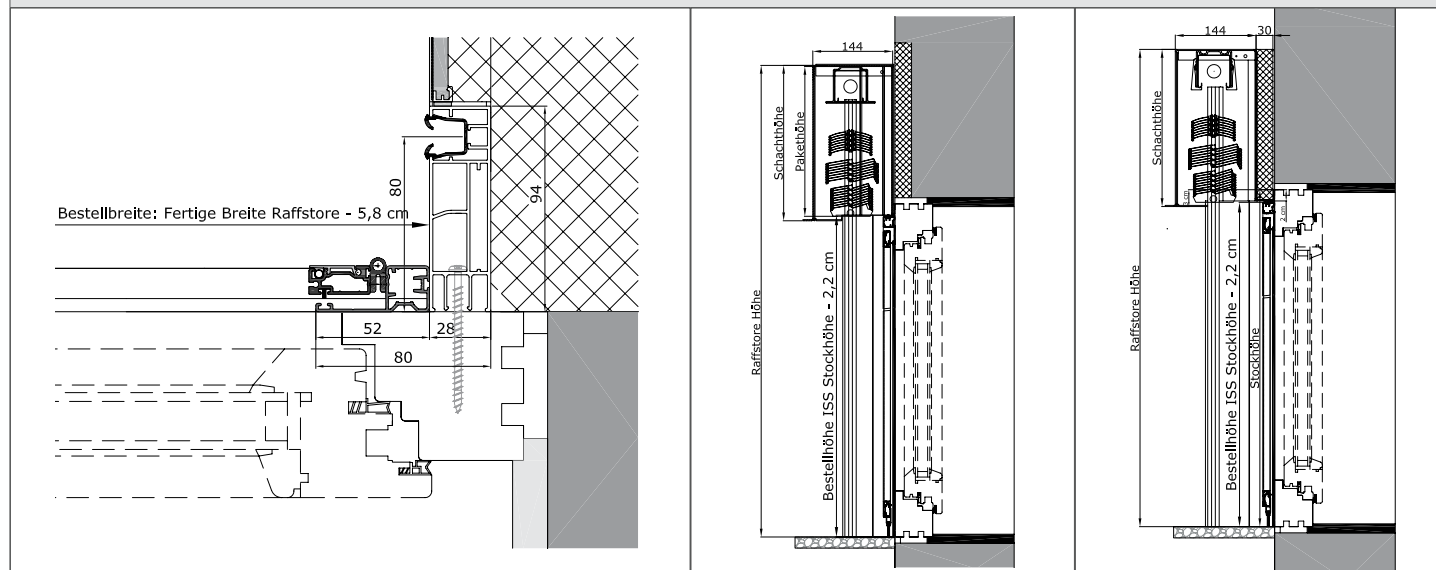 80
94
Bestellbreite: Fertige Breite Raffstore - 5,8 cm
52
28
80
144
Schachthöhe
Pakethöhe
Raffstore Höhe
Bestellhöhe ISS Stockhöhe - 2,2 cm
144
30
Schachthöhe
2 cm
Raffstore Höhe
Bestellhöhe ISS Stockhöhe - 2,2 cm
Stockhöhe